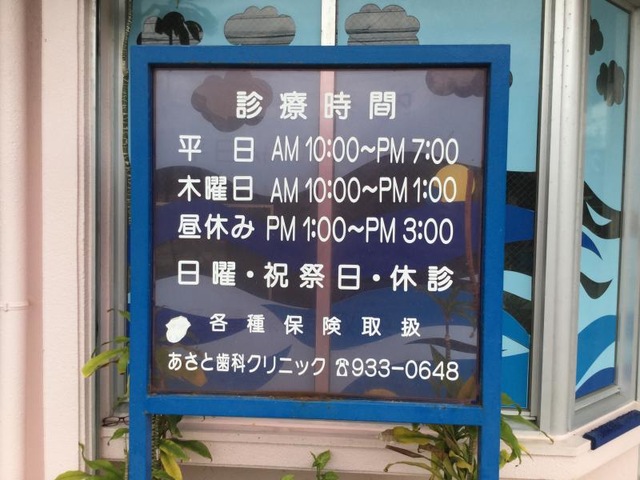 診療時間
平 日 AM 10:00〜PM 7:00
木曜日 AM 10:00〜PM 1:00
昼休み PM 1:00〜PM 3:00
日曜・祝祭日・休診
各種保険取扱
あさと歯科クリニック ☎933-0648